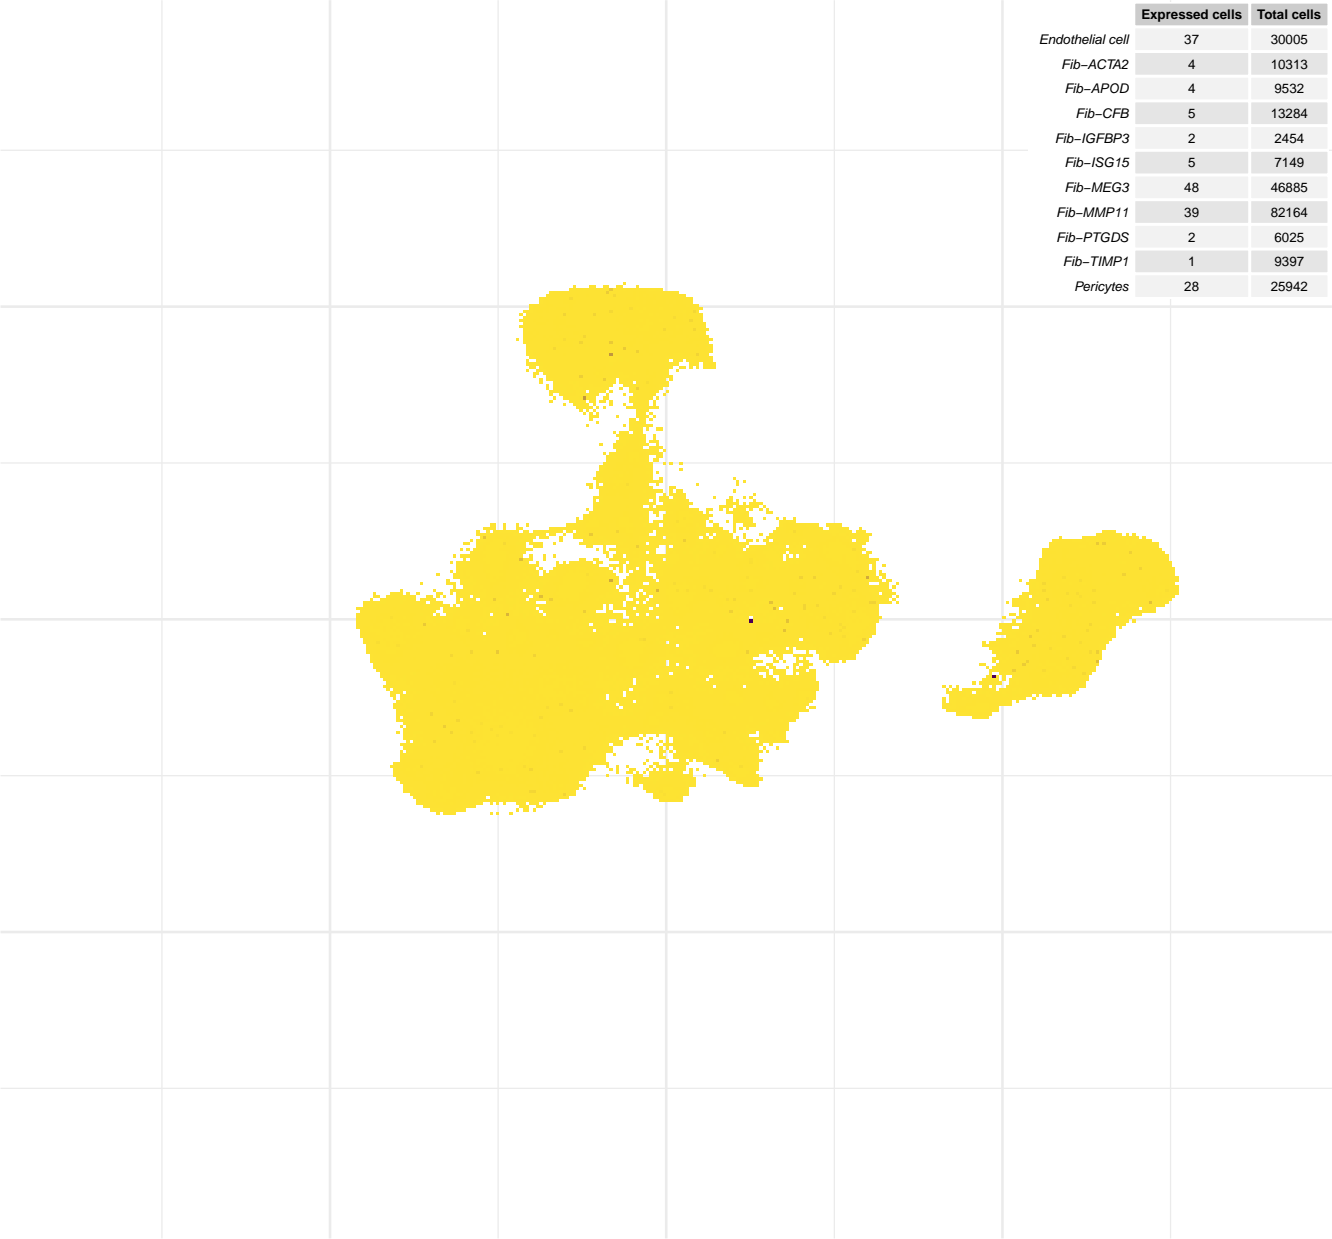 Expressed cells Total cells
Endothelial cell 37 30005
Fib−ACTA2 4 10313
Fib−APOD 4 9532
Fib−CFB 5 13284
Fib−IGFBP3 2 2454
Fib−ISG15 5 7149
Fib−MEG3 48 46885
Fib−MMP11 39 82164
Fib−PTGDS 2 6025
Fib−TIMP1 1 9397
Pericytes 28 25942